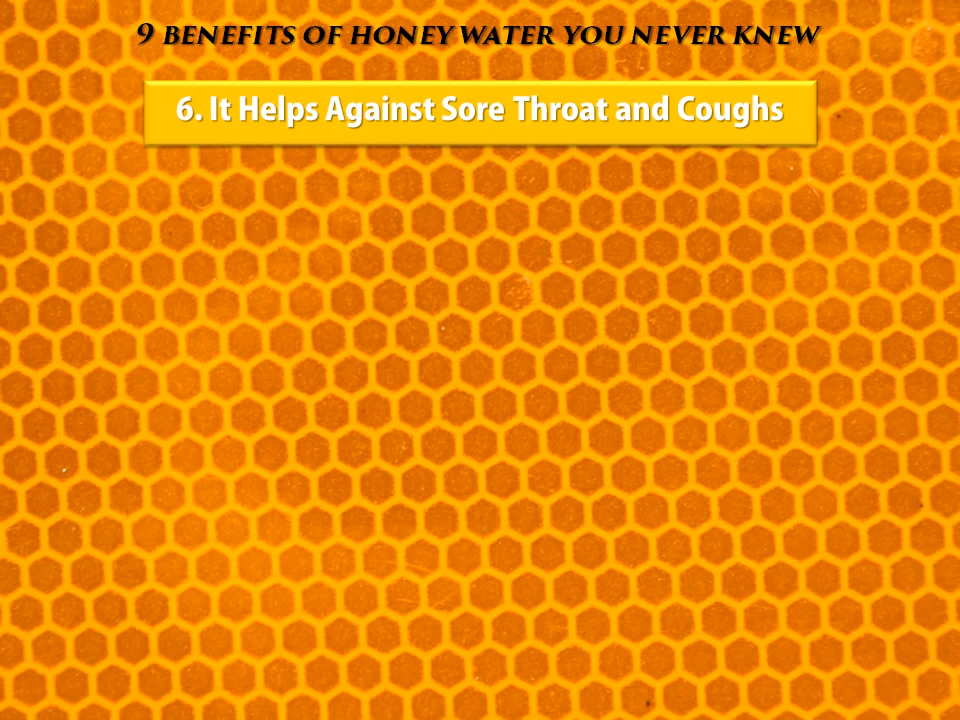 9 BENEFITS OF HONEY WATER YOU NEVER KNEW
6. It Helps Against Sore Throat and Coughs